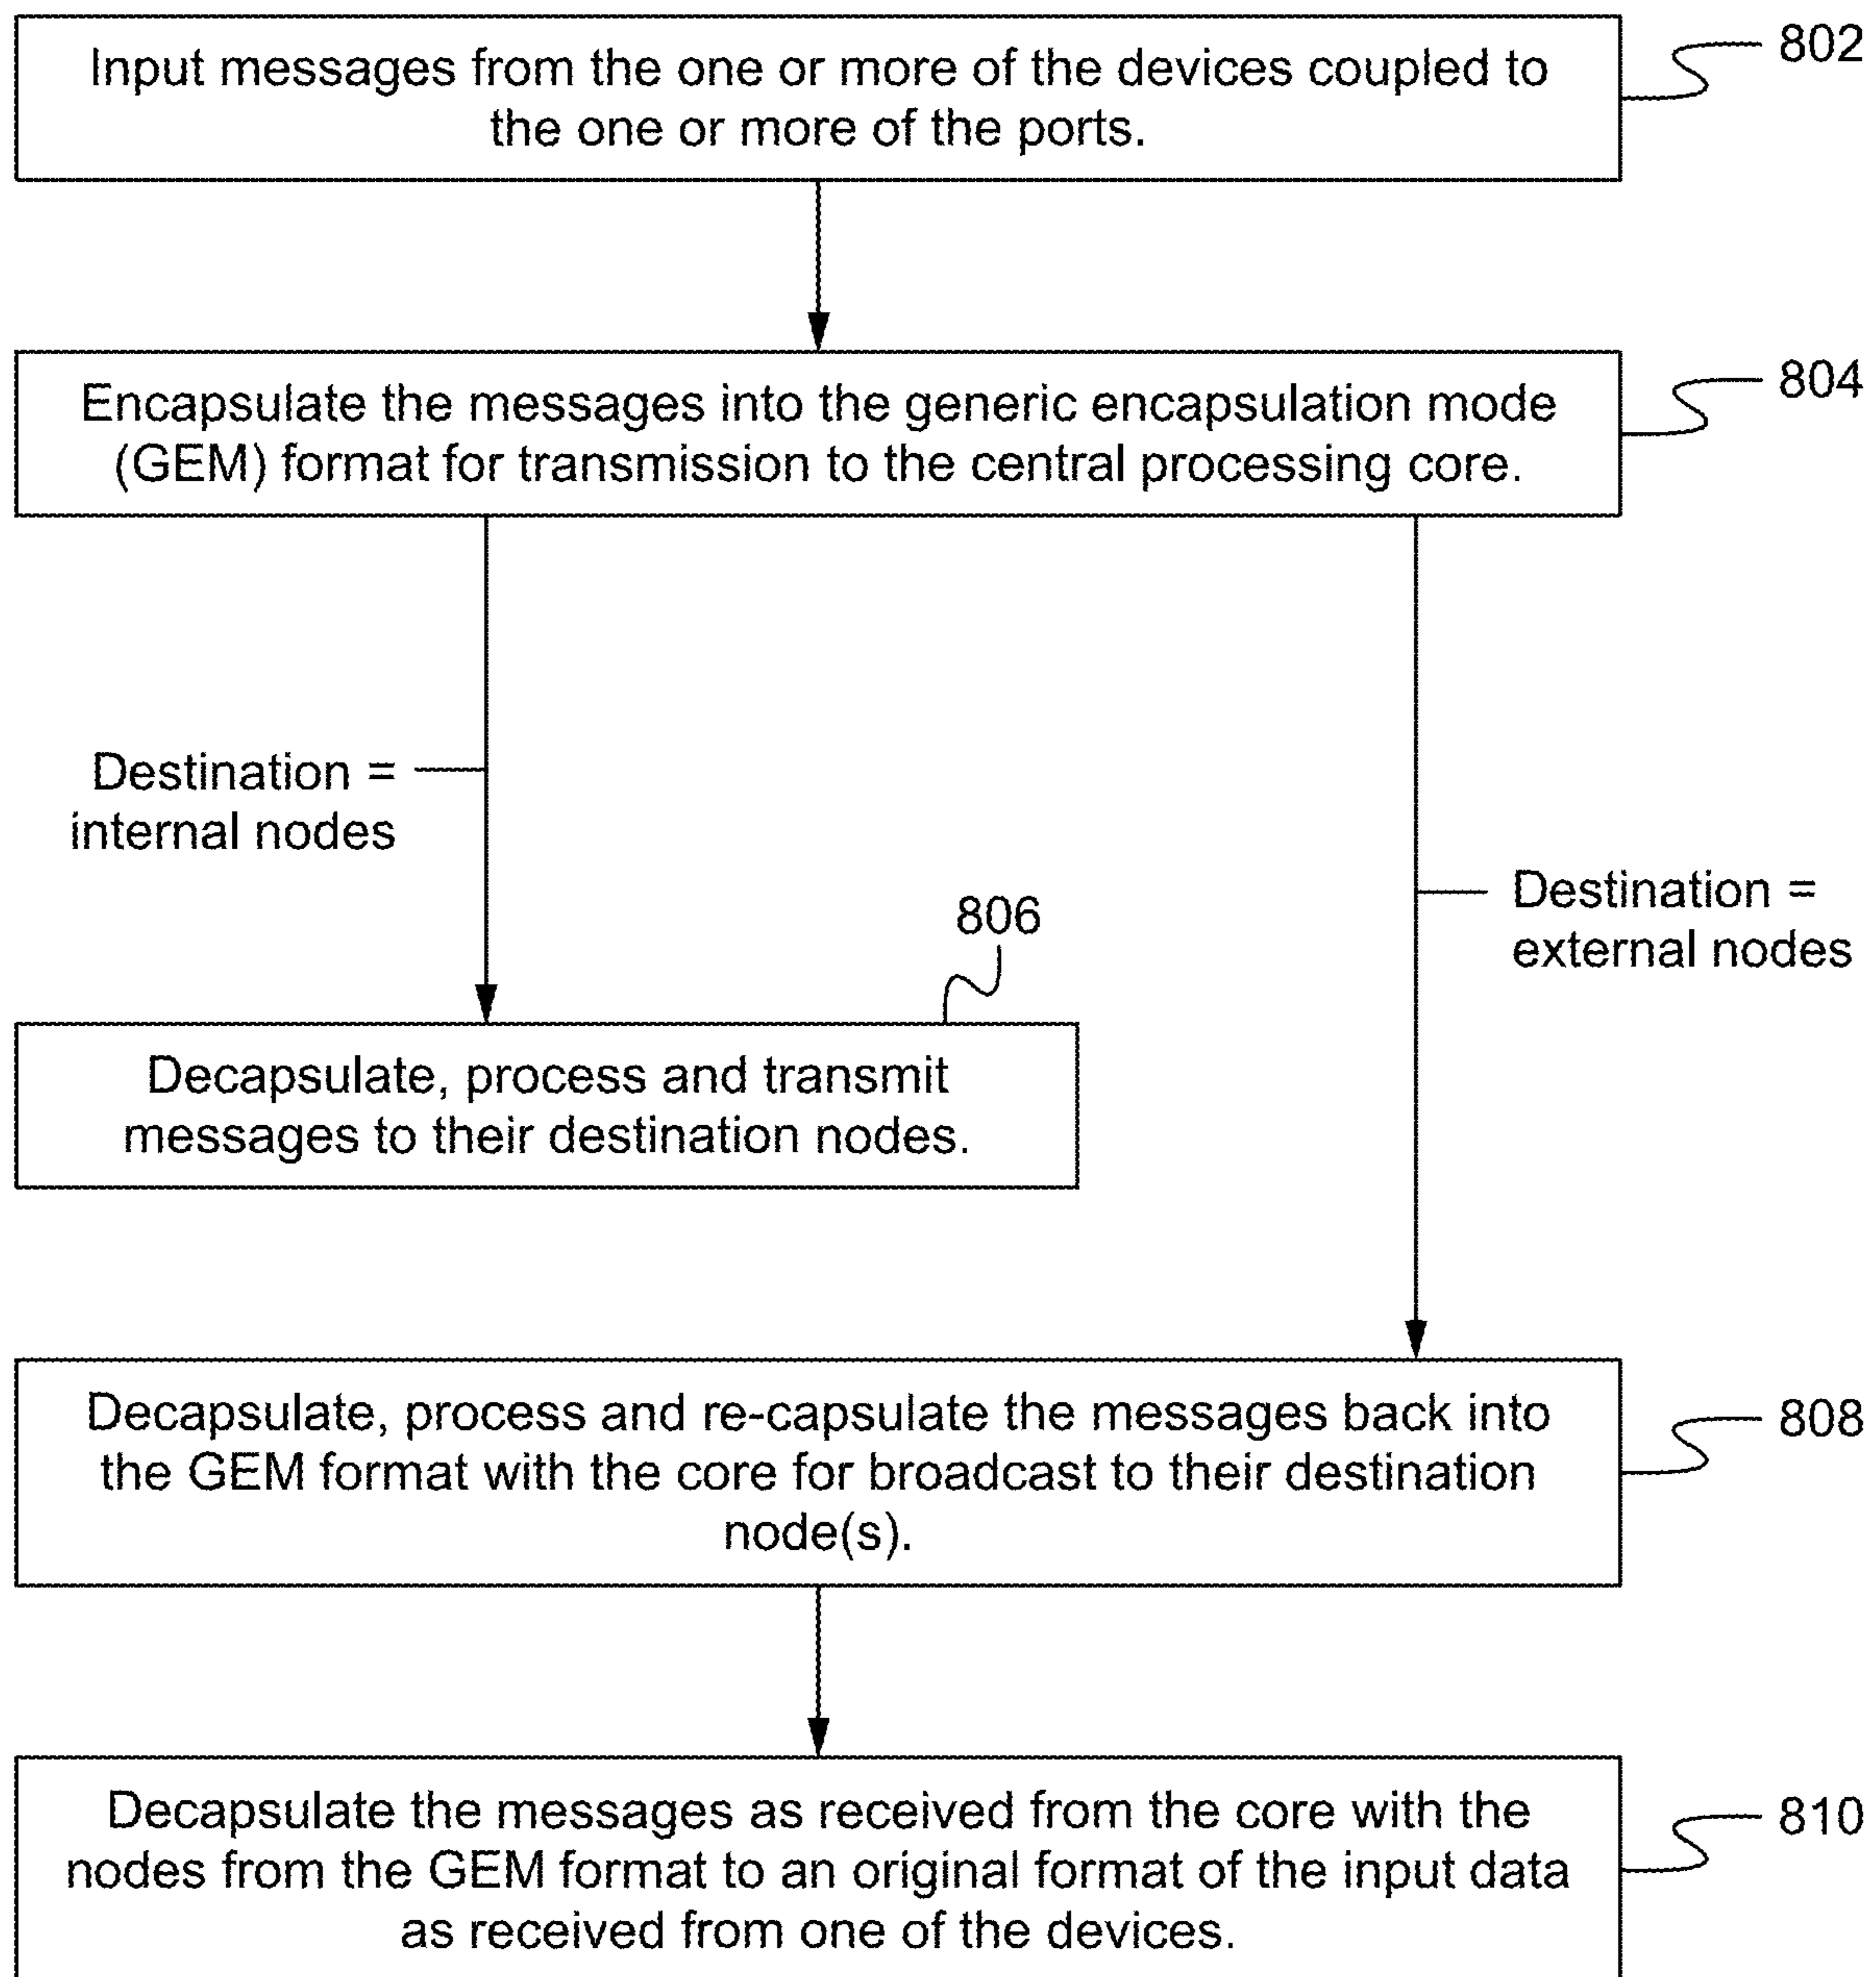 Input messages from the one or more of the devices coupled to
the one or more of the ports.
802
Encapsulate the messages into the generic encapsulation mode
(GEM) format for transmission to the central processing core.
804
Destination =
internal nodes
Destination =
external nodes
806
Decapsulate, process and transmit
messages to their destination nodes.
Decapsulate, process and re-capsulate the messages back into
the GEM format with the core for broadcast to their destination
node(s).
808
Decapsulate the messages as received from the core with the
nodes from the GEM format to an original format of the input data
as received from one of the devices.
810